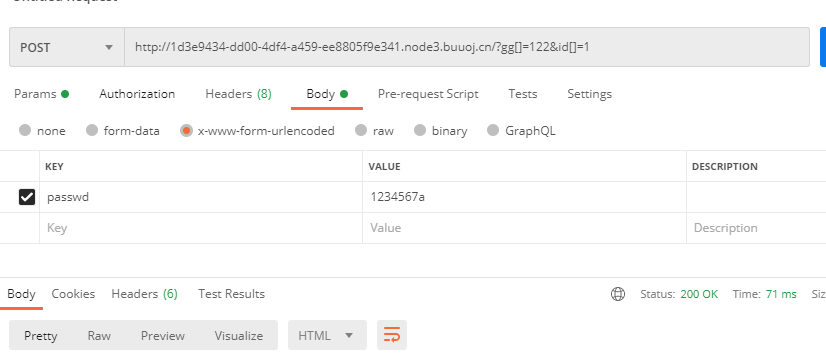 POST http://1d3e9434-dd00-4df4-a459-ee8805f9e341.node3.buuoj.cn/?gg[]=122&id[]=1
Params Authorization Headers (8) Body Pre-request Script Tests Settings
none form-data x-www-form-urlencoded raw binary GraphQL
KEY VALUE DESCRIPTION
passwd 1234567a
Key Value Description
Body Cookies Headers (6) Test Results Status: 200 OK Time: 71 ms
Pretty Raw Preview Visualize HTML